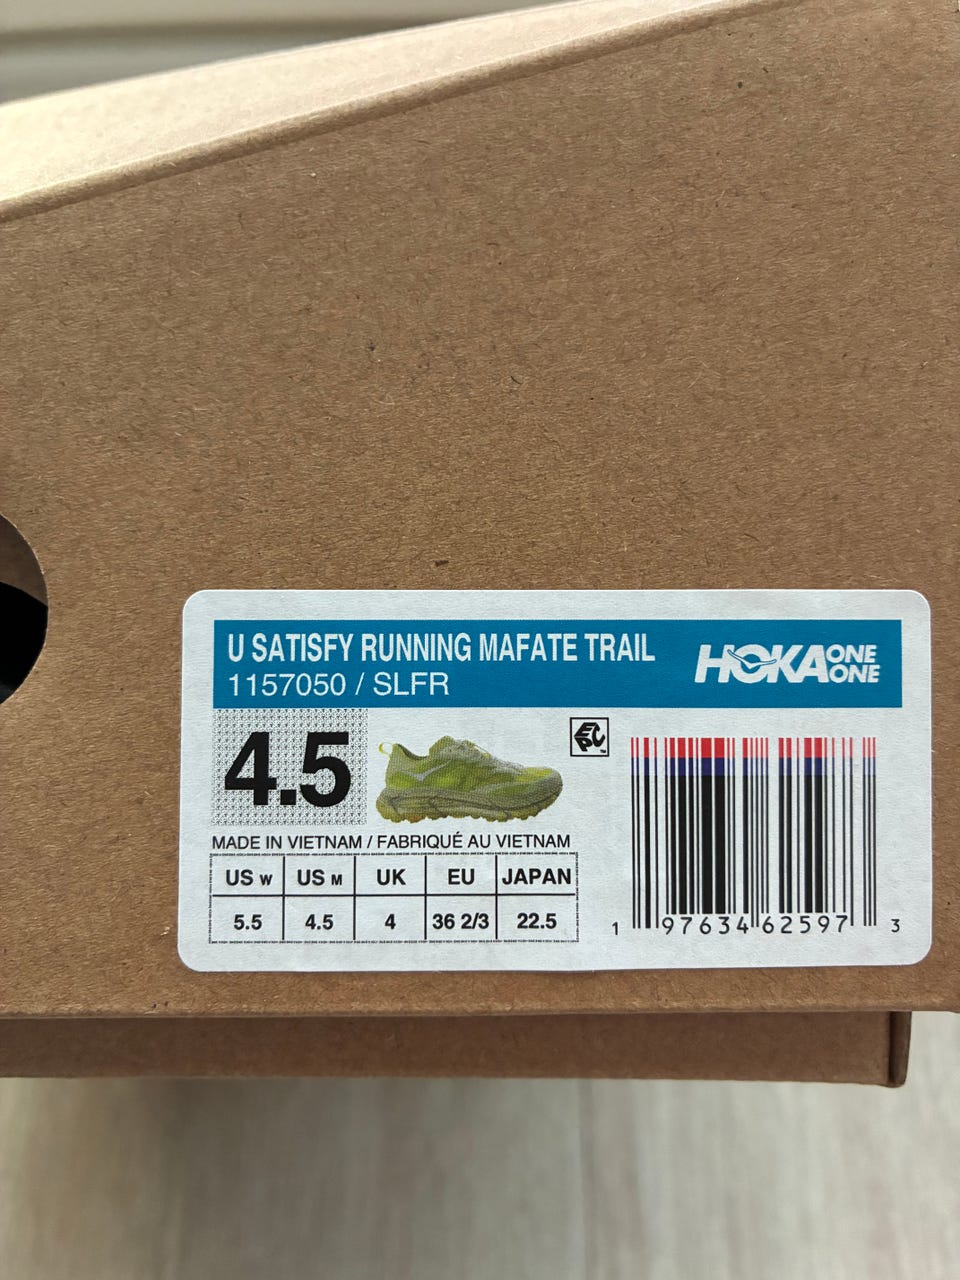 U SATISFY RUNNING MAFATE TRAIL
1157050 / SLFR
HOKA ONE ONE
4.5
EPC
MADE IN VIETNAM / FABRIQUÉ AU VIETNAM
US W US M UK EU JAPAN
5.5 4.5 4 36 2/3 22.5
1 97634 62597 3